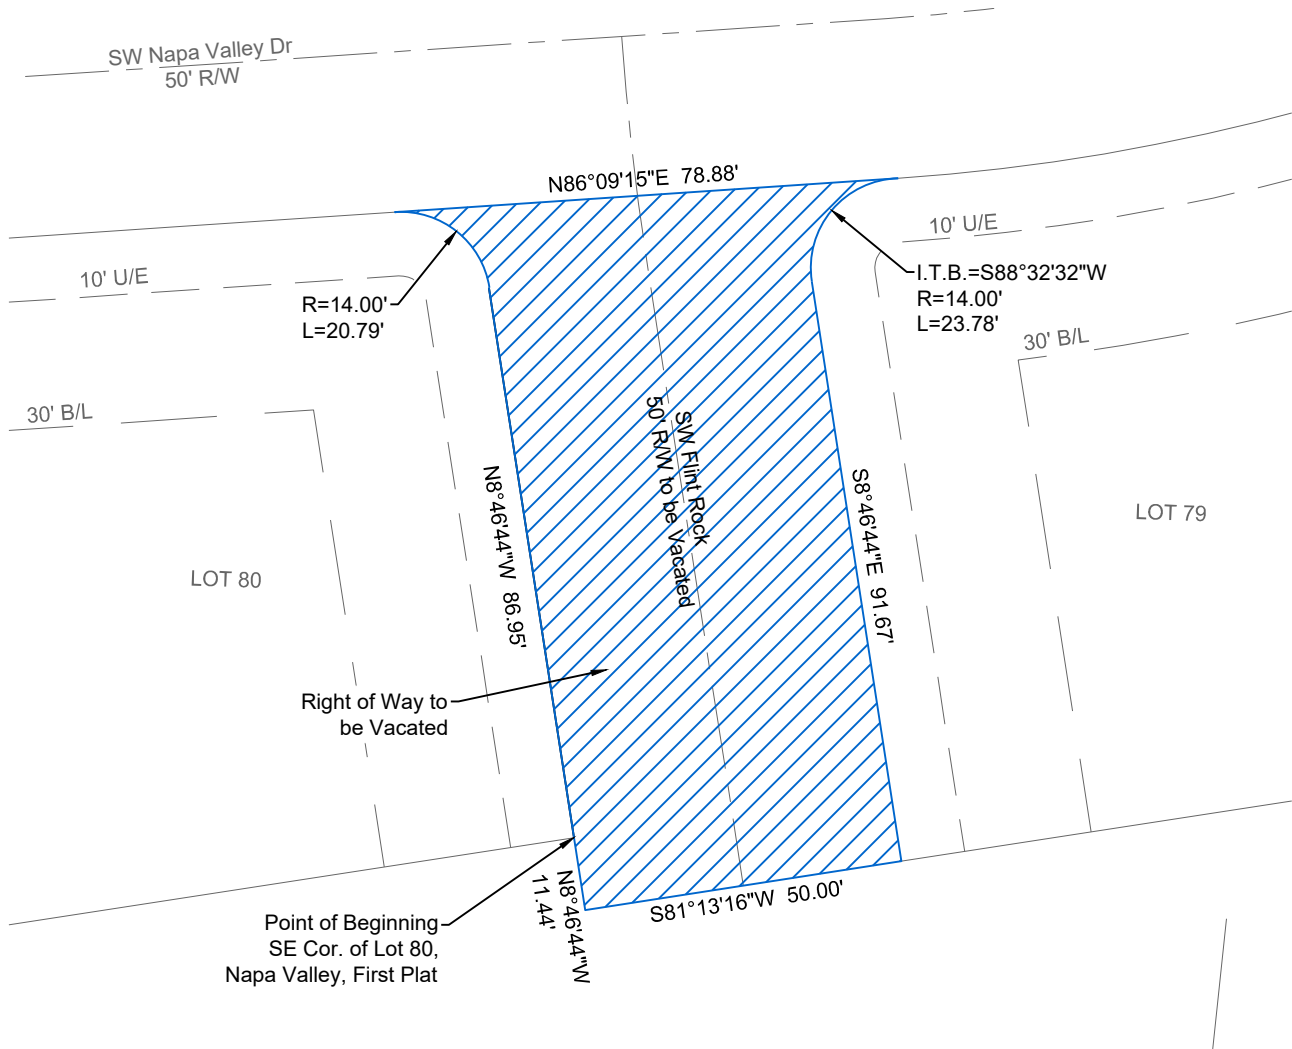 SW Napa Valley Dr
50' R/W
N86°09'15"E  78.88'
10' U/E
10' U/E
I.T.B.=S88°32'32"W
R=14.00'
L=23.78'
R=14.00'
L=20.79'
30' B/L
30' B/L
SW Flint Rock
50' R/W to be Vacated
N8°46'44"W  86.95'
S8°46'44"E  91.67'
LOT 79
LOT 80
Right of Way to
be Vacated
N8°46'44"W
11.44'
S81°13'16"W  50.00'
Point of Beginning
SE Cor. of Lot 80,
Napa Valley, First Plat